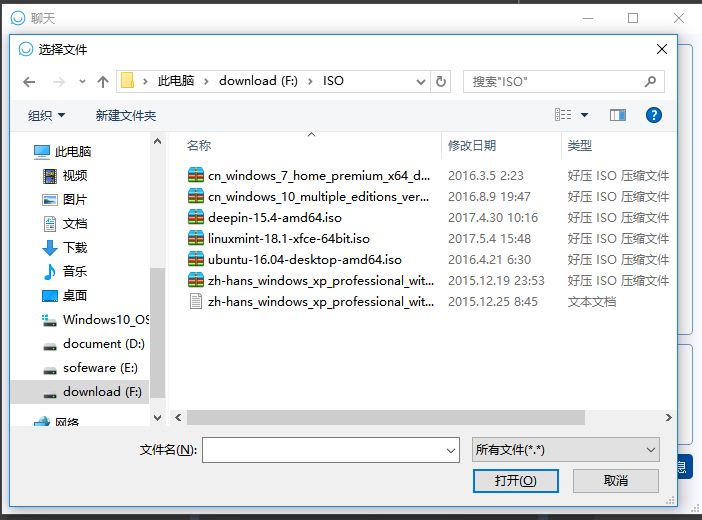 聊天
选择文件
此电脑 download (F:) ISO 搜索"ISO"
组织 新建文件夹
名称 修改日期 类型
此电脑
视频
图片
文档
下载
音乐
桌面
Windows10_OS
document (D:)
sofeware (E:)
download (F:)
网络
cn_windows_7_home_premium_x64_d... 2016.3.5 2:23 好压 ISO 压缩文件
cn_windows_10_multiple_editions_ver... 2016.8.9 19:47 好压 ISO 压缩文件
deepin-15.4-amd64.iso 2017.4.30 10:16 好压 ISO 压缩文件
linuxmint-18.1-xfce-64bit.iso 2017.5.4 15:48 好压 ISO 压缩文件
ubuntu-16.04-desktop-amd64.iso 2016.4.21 6:30 好压 ISO 压缩文件
zh-hans_windows_xp_professional_wit... 2015.12.19 23:53 好压 ISO 压缩文件
zh-hans_windows_xp_professional_wit... 2015.12.25 8:45 文本文档
文件名(N): 所有文件(*.*)
打开(O) 取消
息